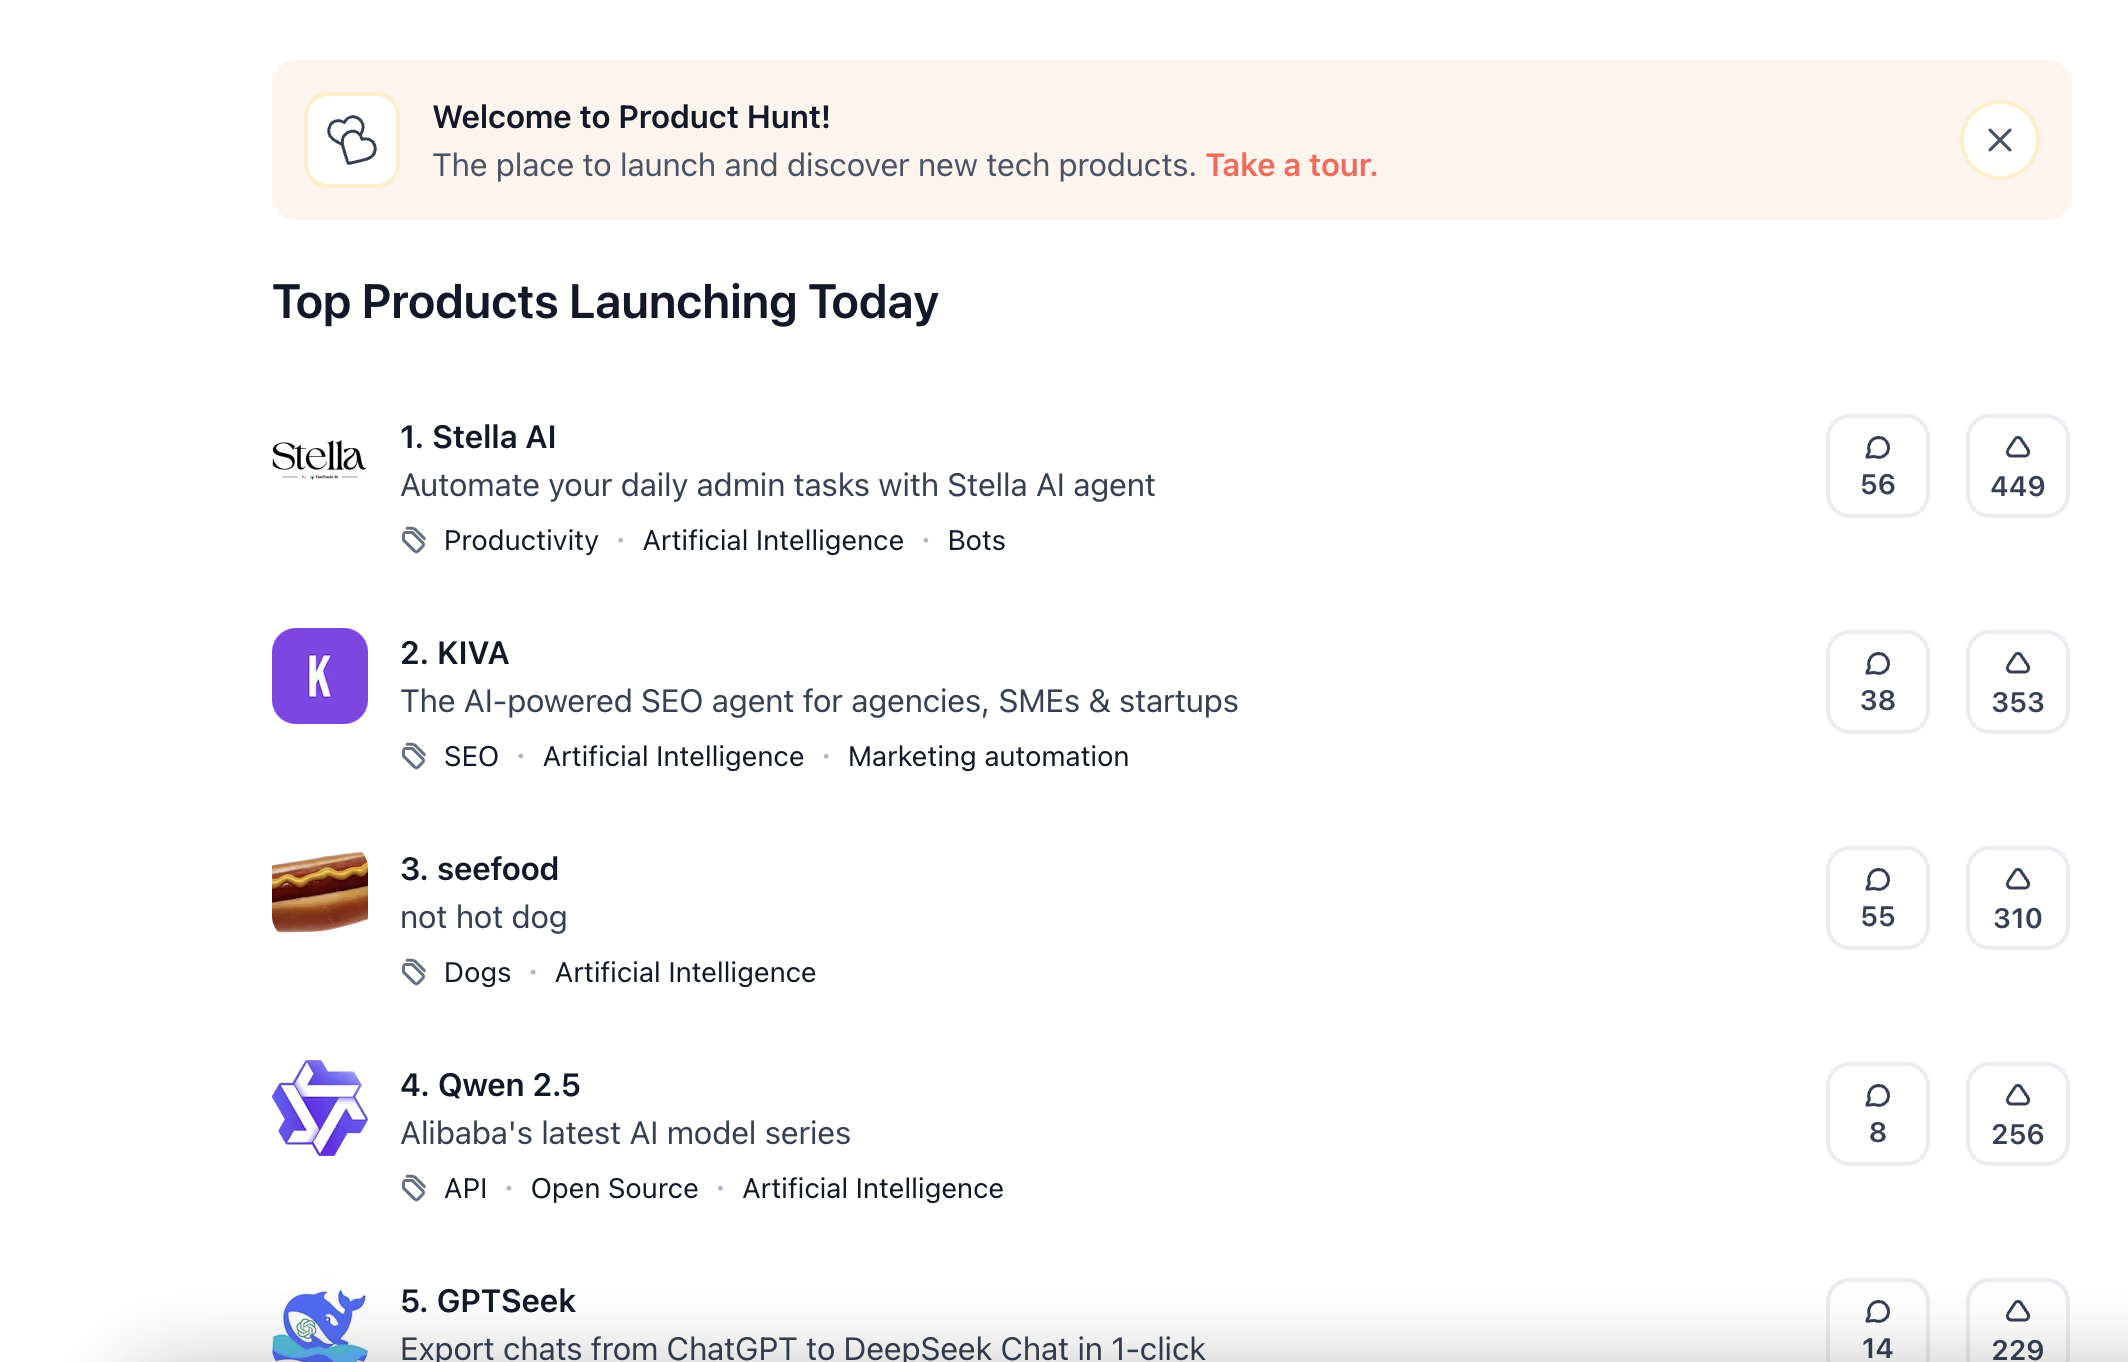 Welcome to Product Hunt!
The place to launch and discover new tech products. Take a tour.
Top Products Launching Today
Stella
1. Stella AI
Automate your daily admin tasks with Stella AI agent
Productivity · Artificial Intelligence · Bots
56
449
K
2. KIVA
The AI-powered SEO agent for agencies, SMEs & startups
SEO · Artificial Intelligence · Marketing automation
38
353
3. seefood
not hot dog
Dogs · Artificial Intelligence
55
310
4. Qwen 2.5
Alibaba's latest AI model series
API · Open Source · Artificial Intelligence
8
256
5. GPTSeek
Export chats from ChatGPT to DeepSeek Chat in 1-click
14
229